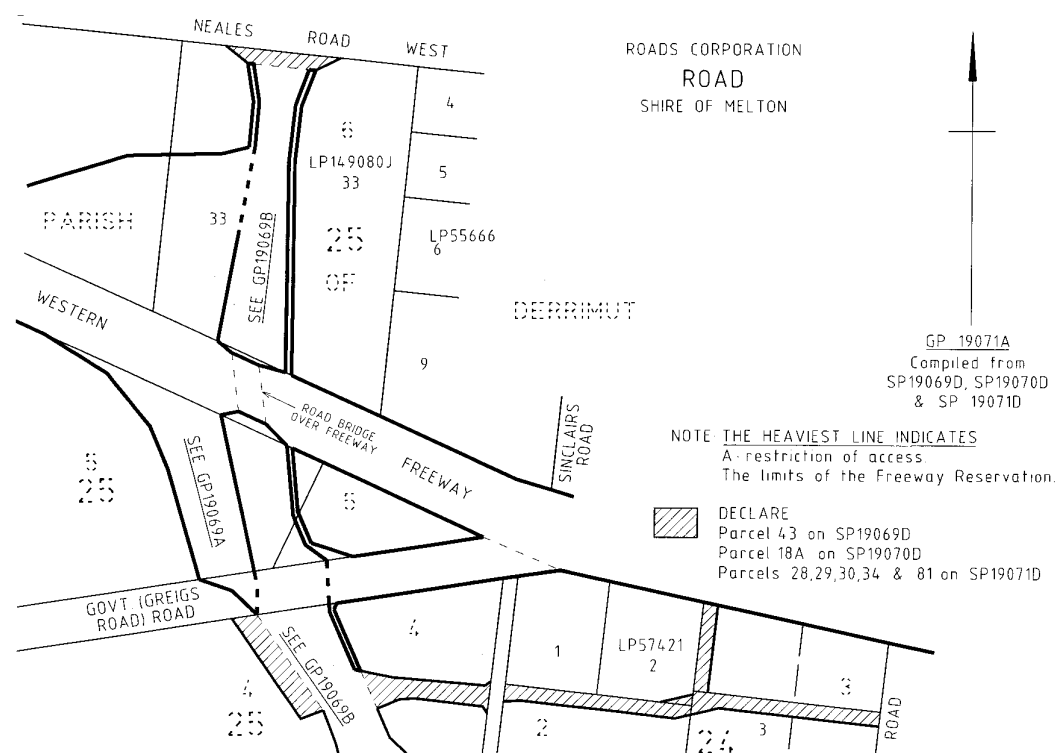 NEALES ROAD WEST
ROADS CORPORATION
ROAD
SHIRE OF MELTON
4
6
LP149080J
33
5
PARISH
33
SEE GP19069B
25
LP55666
6
OF
DERRIMUT
WESTERN
9
GP 19071A
Compiled from
SP19069D, SP19070D
& SP 19071D
ROAD BRIDGE
OVER FREEWAY
FREEWAY
SINCLAIRS
ROAD
NOTE THE HEAVIEST LINE INDICATES
A restriction of access.
The limits of the Freeway Reservation.
5
25
SEE GP19069A
5
DECLARE
Parcel 43 on SP19069D
Parcel 18A on SP19070D
Parcels 28,29,30,34 & 81 on SP19071D
GOVT. (GREIGS
ROAD) ROAD
SEE GP19069B
4
1
LP57421
2
3
4
25
2
24
3
ROAD